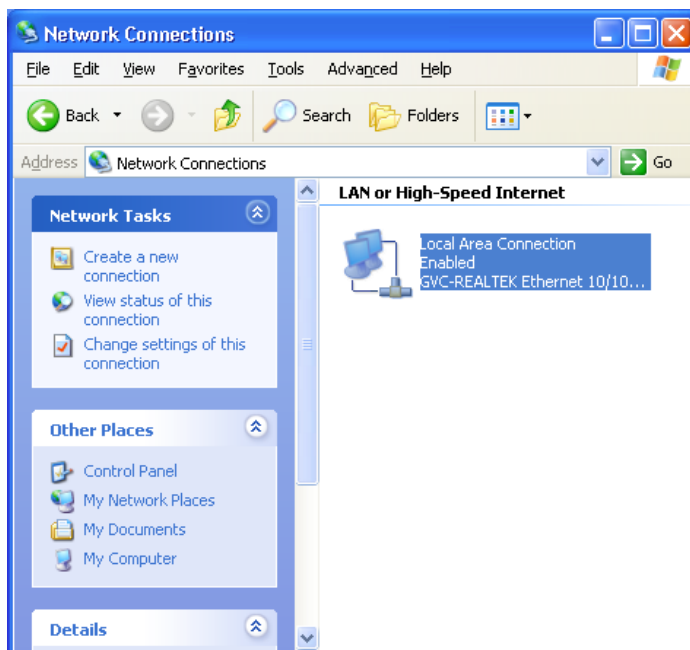 Network Connections
File Edit View Favorites Tools Advanced Help
Back Search Folders
Address Network Connections Go
Network Tasks
Create a new
connection
View status of this
connection
Change settings of this
connection
Other Places
Control Panel
My Network Places
My Documents
My Computer
Details
LAN or High-Speed Internet
Local Area Connection
Enabled
GVC-REALTEK Ethernet 10/10...